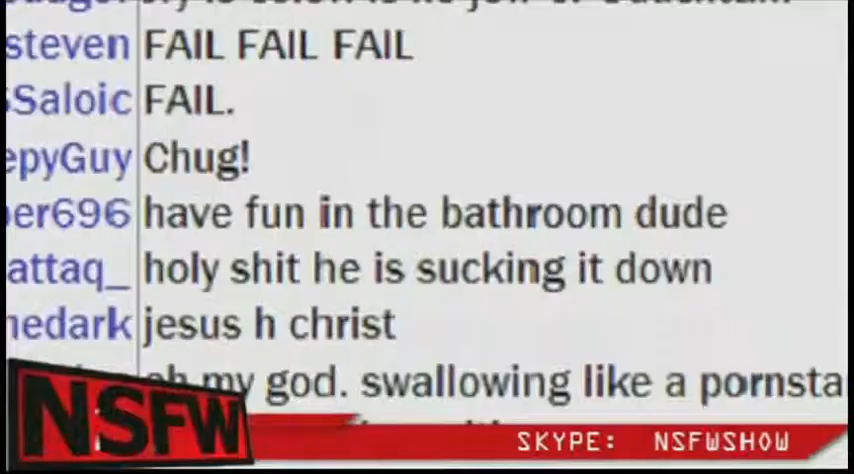 steven FAIL FAIL FAIL
Saloic FAIL.
epyGuy Chug!
er696 have fun in the bathroom dude
attaq_ holy shit he is sucking it down
nedark jesus h christ
oh my god. swallowing like a pornsta
NSFW
SKYPE: NSFWSHOW